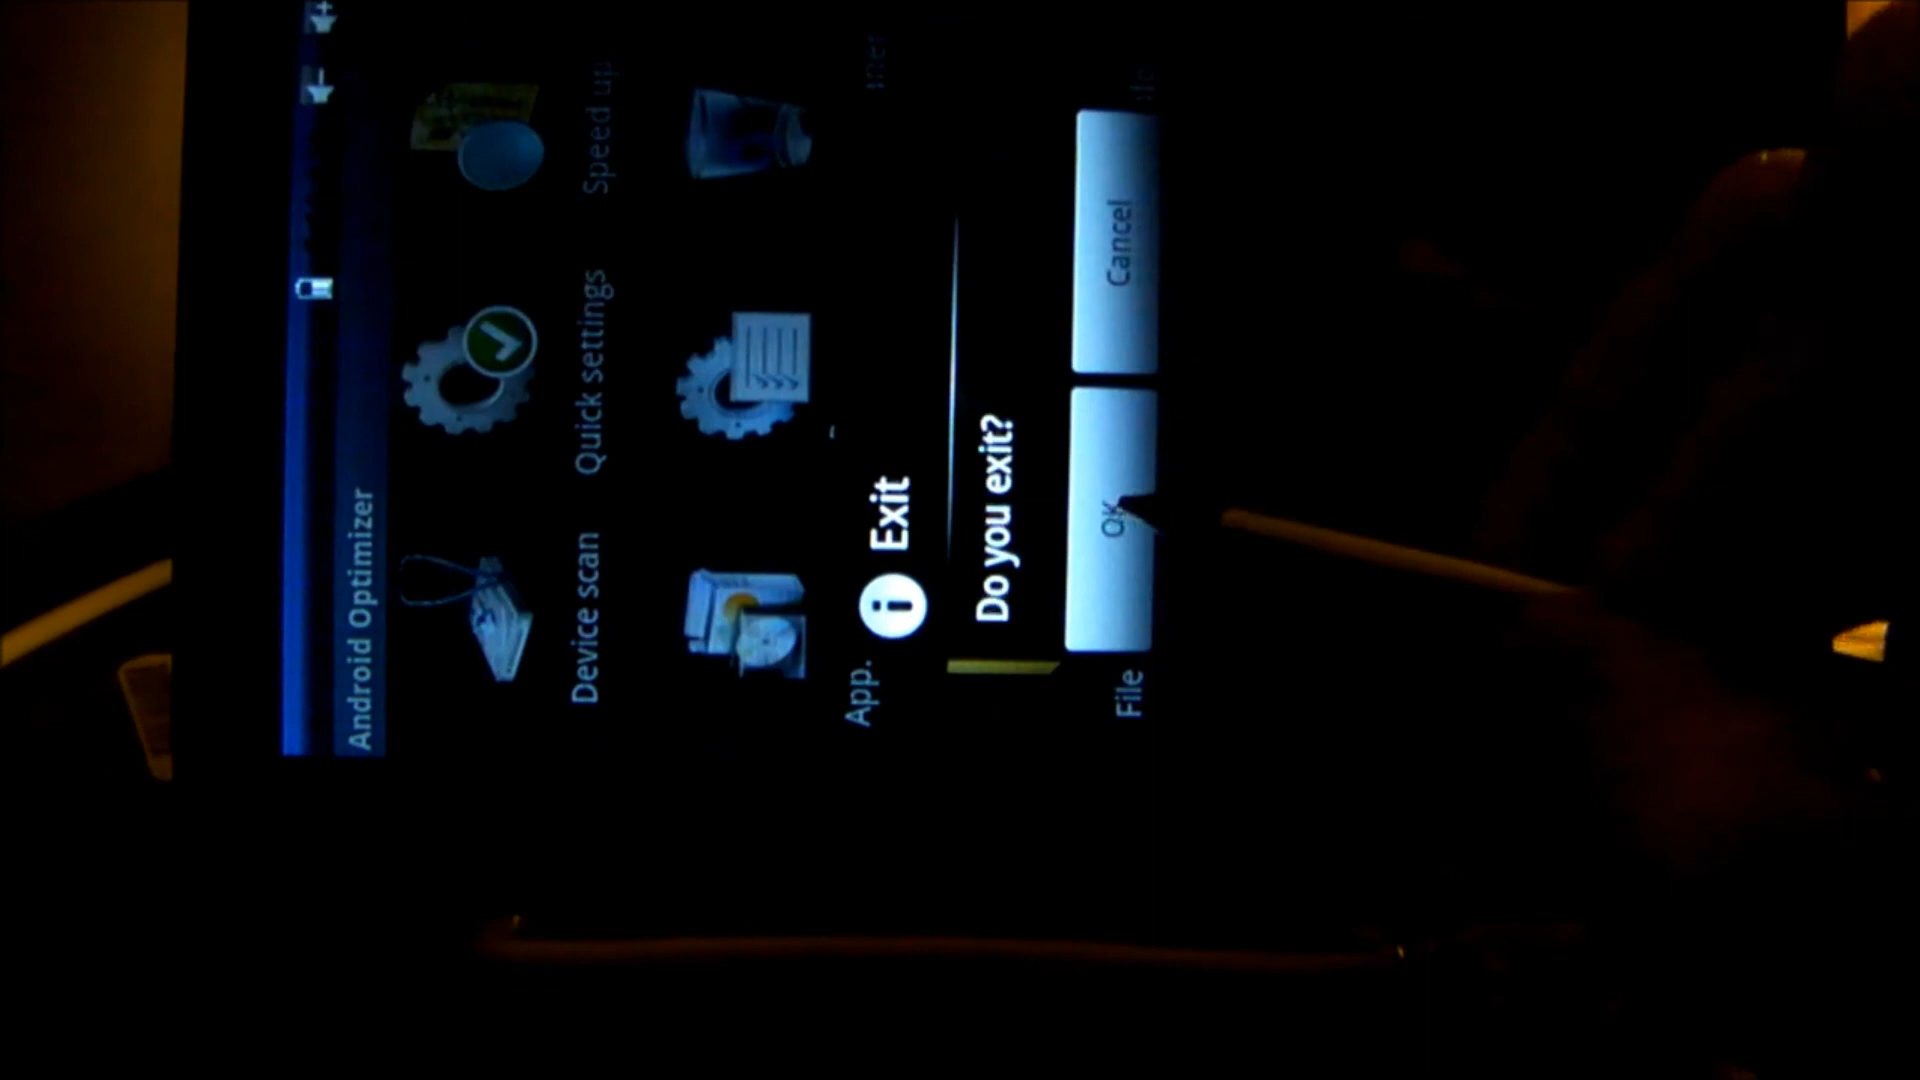 Android Optimizer
Device scan
Quick settings
Speed up
App.
Exit
Do you exit?
OK
Cancel
File